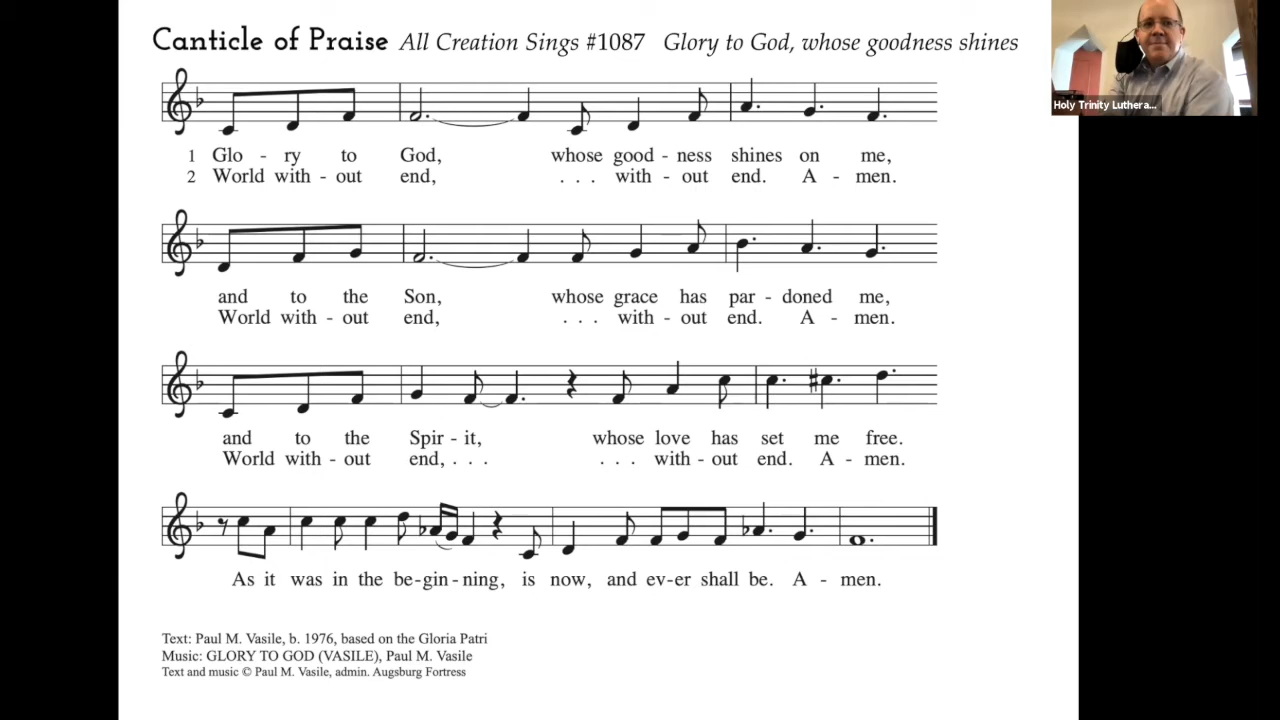 Canticle of Praise All Creation Sings #1087 Glory to God, whose goodness shines
Holy Trinity Luthera...
1 Glo - ry to God, whose good - ness shines on me,
2 World with - out end, . . . with - out end. A - men.
and to the Son, whose grace has par - doned me,
World with - out end, . . . with - out end. A - men.
and to the Spir - it, whose love has set me free.
World with - out end, . . . . . . with - out end. A - men.
As it was in the be - gin - ning, is now, and ev - er shall be. A - men.
Text: Paul M. Vasile, b. 1976, based on the Gloria Patri
Music: GLORY TO GOD (VASILE), Paul M. Vasile
Text and music © Paul M. Vasile, admin. Augsburg Fortress